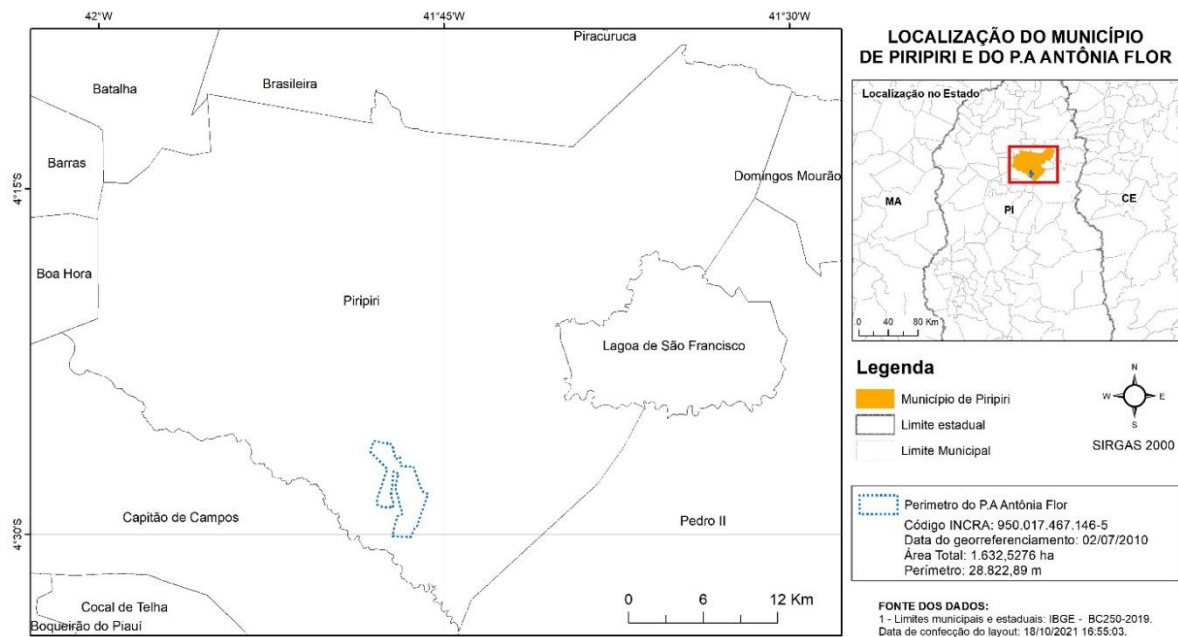 42°W
41°45'W
41°30'W
Piracuruca
Batalha
Brasileira
Barras
4°15'S
Domingos Mourão
Boa Hora
Piripiri
Lagoa de São Francisco
Capitão de Campos
Pedro II
4°30'S
Cocal de Telha
Boqueirão do Piauí
0 6 12 Km
LOCALIZAÇÃO DO MUNICÍPIO
DE PIRIPIRI E DO P.A ANTÔNIA FLOR
Localização no Estado
MA
PI
CE
0 40 80 Km
Legenda
Município de Piripiri
Limite estadual
Limite Municipal
N
W
E
S
SIRGAS 2000
Perimetro do P.A Antônia Flor
Código INCRA: 950.017.467.146-5
Data do georreferenciamento: 02/07/2010
Área Total: 1.632,5276 ha
Perímetro: 28.822,89 m
FONTE DOS DADOS:
1 - Limites municipais e estaduais: IBGE - BC250-2019.
Data de confecção do layout: 18/10/2021 16:55:03.